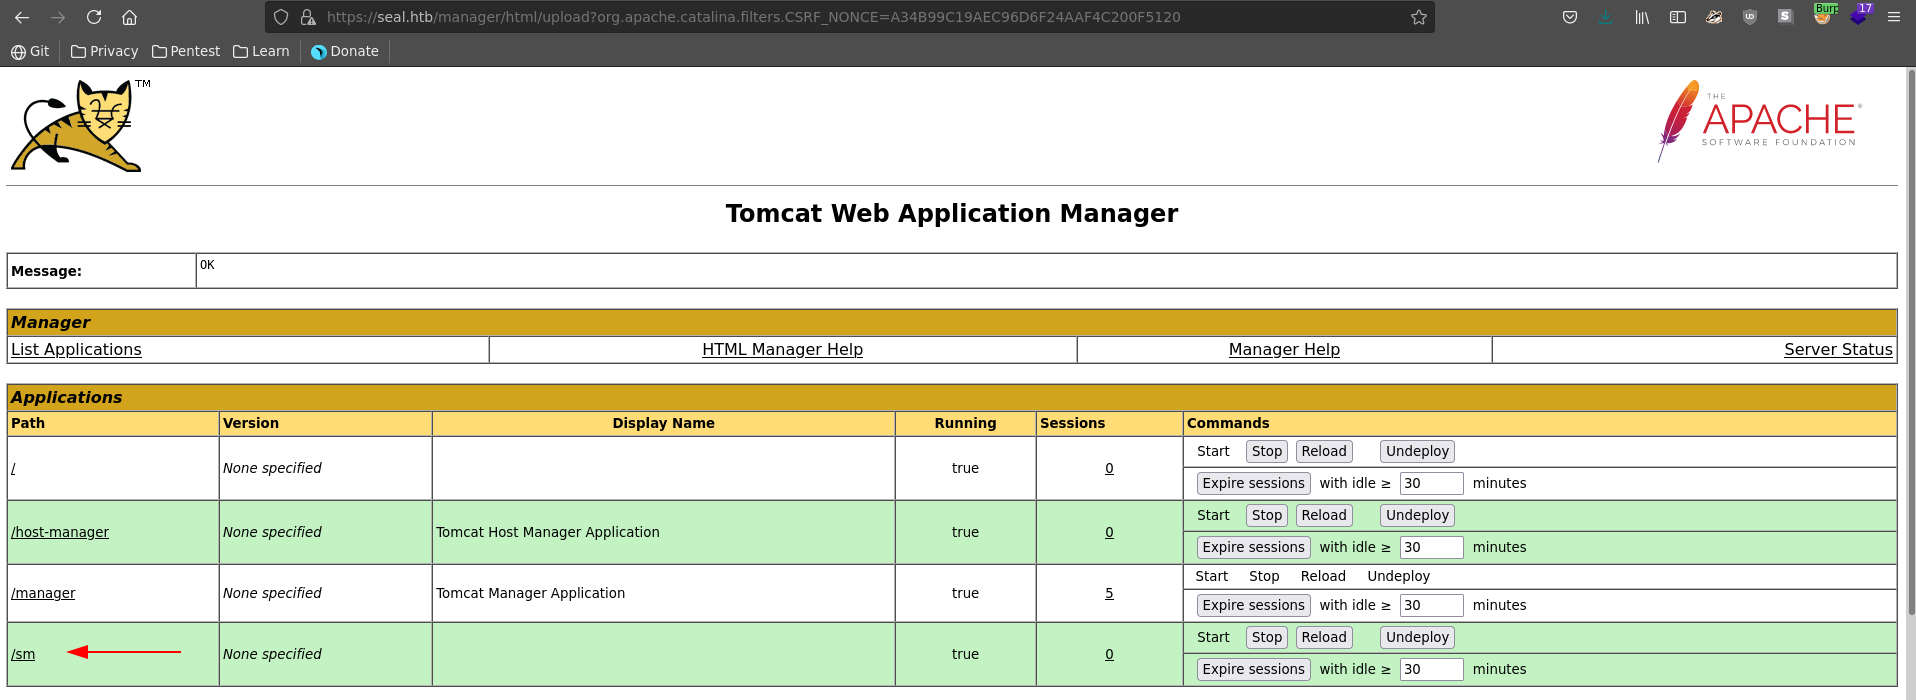 https://seal.htb/manager/html/upload?org.apache.catalina.filters.CSRF_NONCE=A34B99C19AEC96D6F24AAF4C200F5120
UD S Burp 17
Git Privacy Pentest Learn Donate
TM
THE
APACHE®
SOFTWARE FOUNDATION
Tomcat Web Application Manager
Message: OK
Manager
List Applications HTML Manager Help Manager Help Server Status
Applications
Path Version Display Name Running Sessions Commands
/ None specified true 0 Start Stop Reload Undeploy
Expire sessions with idle ≥ 30 minutes
/host-manager None specified Tomcat Host Manager Application true 0 Start Stop Reload Undeploy
Expire sessions with idle ≥ 30 minutes
/manager None specified Tomcat Manager Application true 5 Start Stop Reload Undeploy
Expire sessions with idle ≥ 30 minutes
/sm None specified true 0 Start Stop Reload Undeploy
Expire sessions with idle ≥ 30 minutes